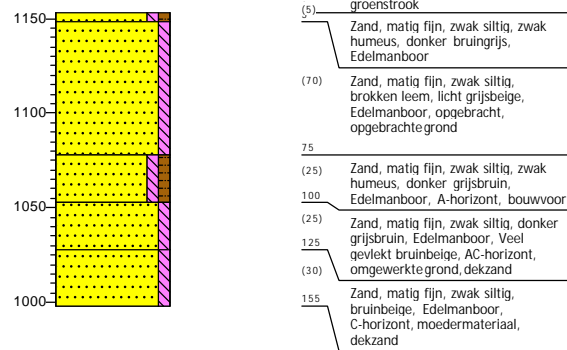 1150
1100
1050
1000
groenstrook
(5)
5
Zand, matig fijn, zwak siltig, zwak
humeus, donker bruingrijs,
Edelmanboor
(70)
Zand, matig fijn, zwak siltig,
brokken leem, licht grijsbeige,
Edelmanboor, opgebracht,
opgebrachte grond
75
(25)
Zand, matig fijn, zwak siltig, zwak
humeus, donker grijsbruin,
100
Edelmanboor, A-horizont, bouwvoor
(25)
Zand, matig fijn, zwak siltig, donker
grijsbruin, Edelmanboor, Veel
125
gevlekt bruinbeige, AC-horizont,
omgewerkte grond, dekzand
(30)
155
Zand, matig fijn, zwak siltig,
bruinbeige, Edelmanboor,
C-horizont, moedermateriaal,
dekzand